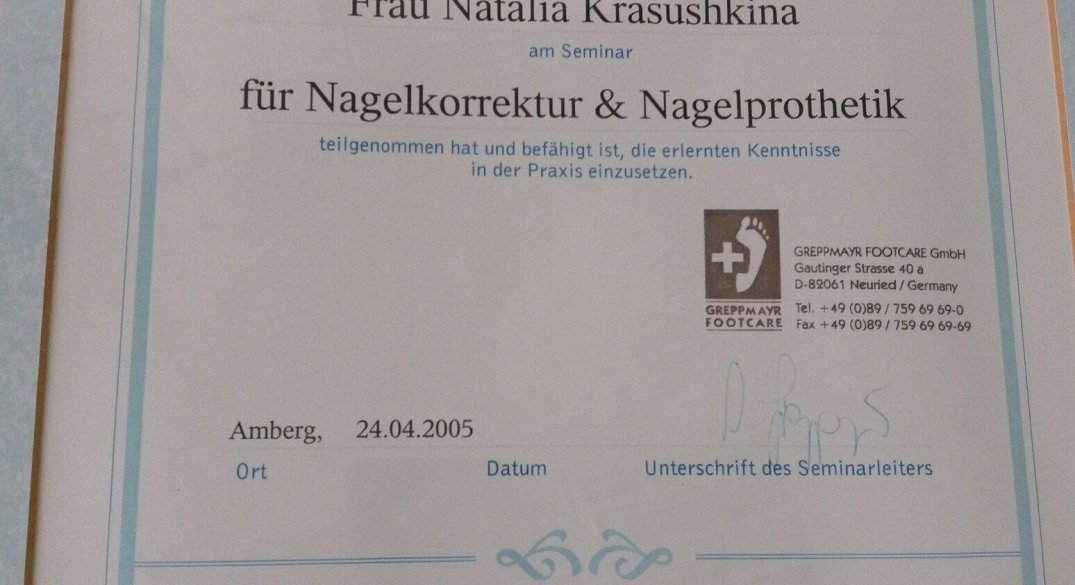 Frau Natalia Krasushkina
am Seminar
für Nagelkorrektur & Nagelprothetik
teilgenommen hat und befähigt ist, die erlernten Kenntnisse
in der Praxis einzusetzen.
GREPPMAYR
FOOTCARE
GREPPMAYR FOOTCARE GmbH
Gautinger Strasse 40 a
D-82061 Neuried / Germany
Tel. +49 (0)89 / 759 69 69-0
Fax +49 (0)89 / 759 69 69-69
Amberg, 24.04.2005
Ort Datum Unterschrift des Seminarleiters